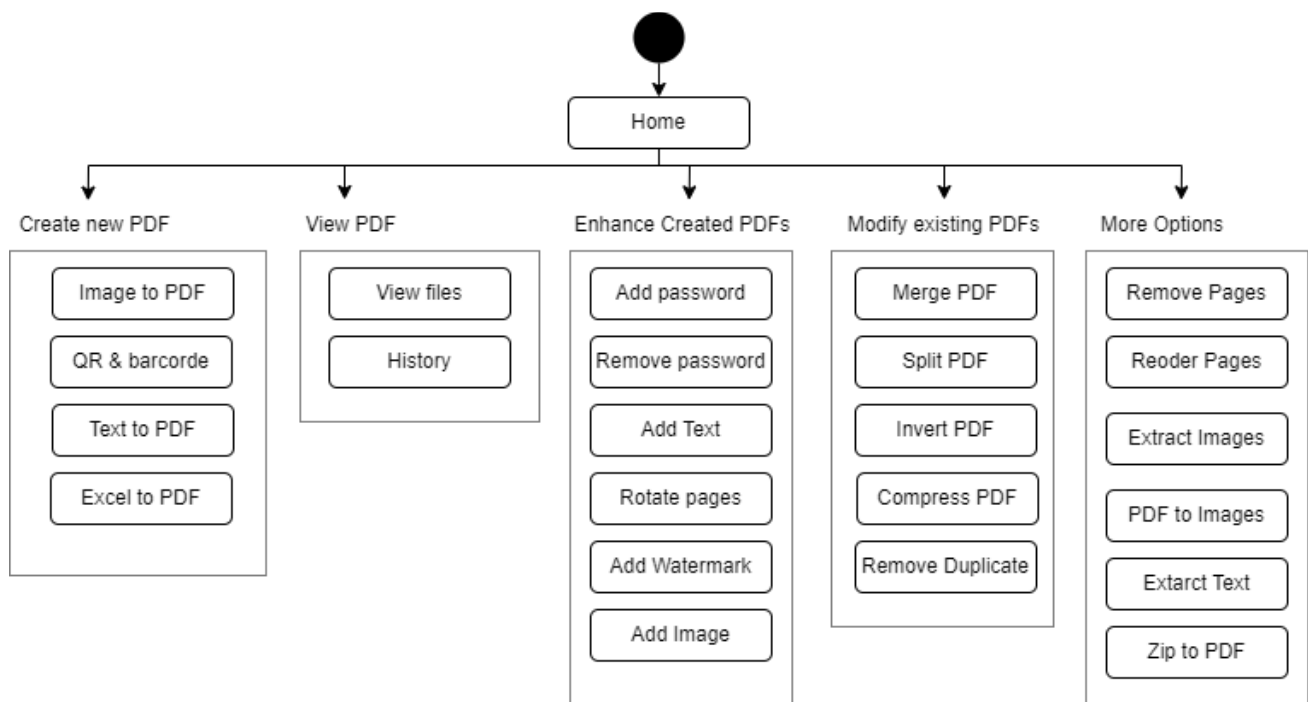 Home
Create new PDF
Image to PDF
QR & barcorde
Text to PDF
Excel to PDF
View PDF
View files
History
Enhance Created PDFs
Add password
Remove password
Add Text
Rotate pages
Add Watermark
Add Image
Modify existing PDFs
Merge PDF
Split PDF
Invert PDF
Compress PDF
Remove Duplicate
More Options
Remove Pages
Reoder Pages
Extract Images
PDF to Images
Extarct Text
Zip to PDF